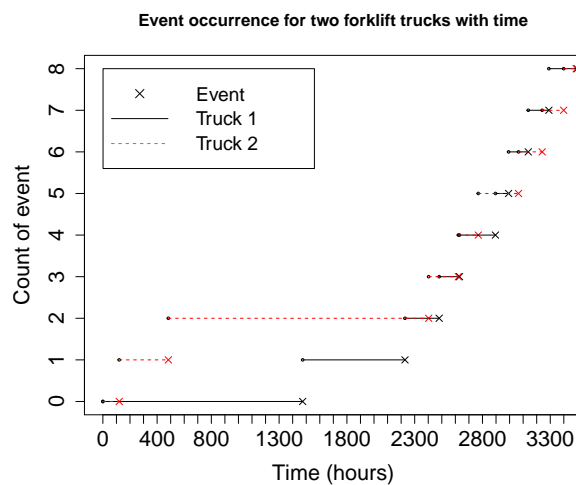 Event occurrence for two forklift trucks with time
Count of event
8
7
6
5
4
3
2
1
0
Event
Truck 1
Truck 2
0 400 900 1300 1800 2300 2800 3300
Time (hours)